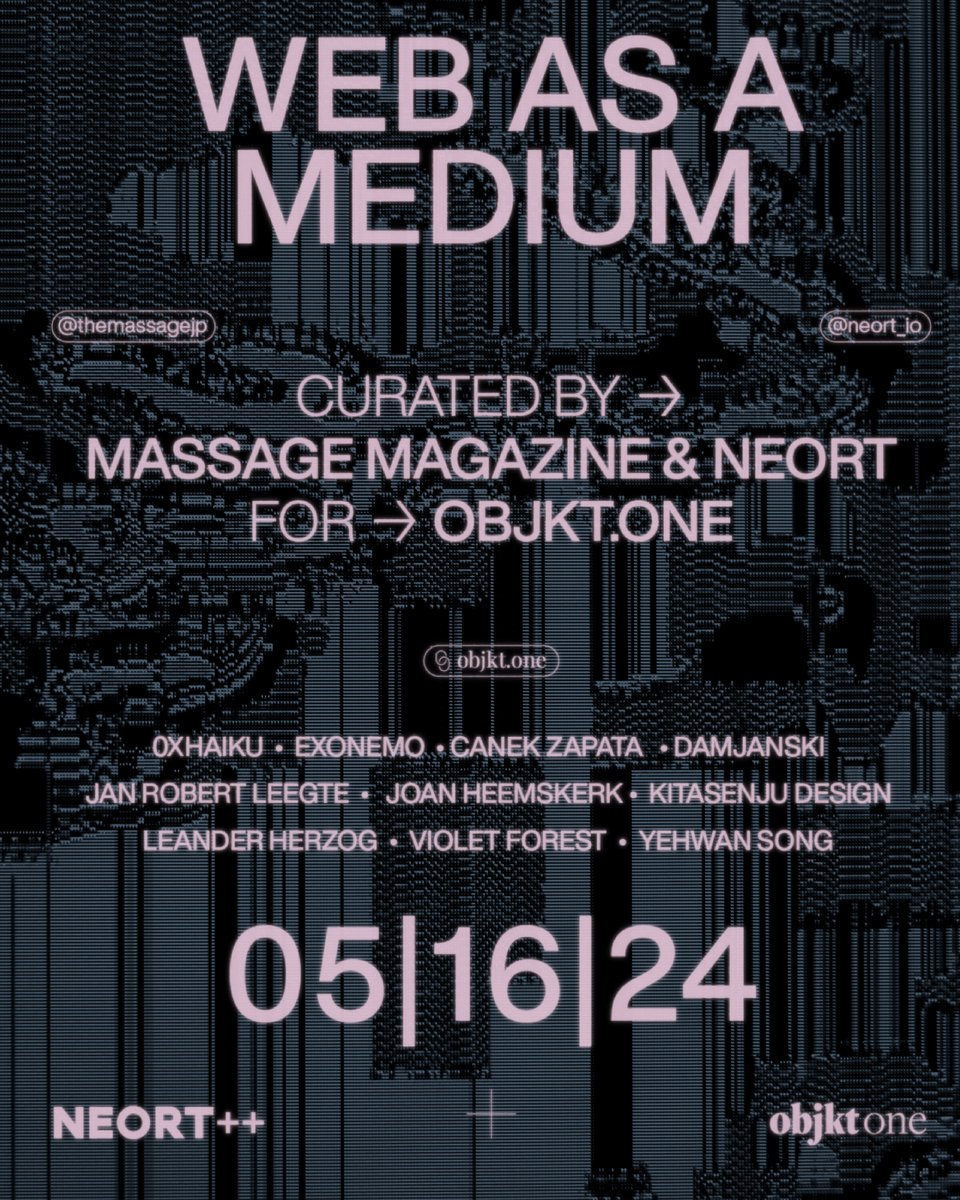 WEB AS A
MEDIUM
@themassagejp
@neort_io
CURATED BY →
MASSAGE MAGAZINE & NEORT
FOR → OBJKT.ONE
objkt.one
0XHAIKU • EXONEMO • CANEK ZAPATA • DAMJANSKI
JAN ROBERT LEEGTE • JOAN HEEMSKERK • KITASENJU DESIGN
LEANDER HERZOG • VIOLET FOREST • YEHWAN SONG
05|16|24
NEORT++
objkt one